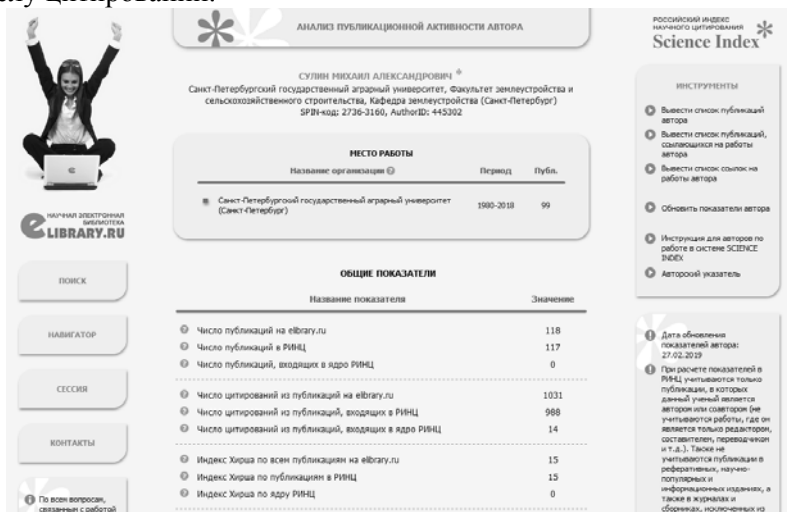 лу цитирований.
АНАЛИЗ ПУБЛИКАЦИОННОЙ АКТИВНОСТИ АВТОРА
СУЛИН МИХАИЛ АЛЕКСАНДРОВИЧ
Санкт-Петербургский государственный аграрный университет, Факультет землеустройства и
сельскохозяйственного строительства, Кафедра землеустройства (Санкт-Петербург)
SPIN-код: 2736-3160, AuthorID: 445302
МЕСТО РАБОТЫ
Название организации Период Публ.
Санкт-Петербургский государственный аграрный университет
(Санкт-Петербург) 1980-2018 99
ОБЩИЕ ПОКАЗАТЕЛИ
Название показателя Значение
Число публикаций на elibrary.ru 118
Число публикаций в РИНЦ 117
Число публикаций, входящих в ядро РИНЦ 0
Число цитирований из публикаций на elibrary.ru 1031
Число цитирований из публикаций, входящих в РИНЦ 988
Число цитирований из публикаций, входящих в ядро РИНЦ 14
Индекс Хирша по всем публикациям на elibrary.ru 15
Индекс Хирша по публикациям в РИНЦ 15
Индекс Хирша по ядру РИНЦ 0
НАУЧНАЯ ЭЛЕКТРОННАЯ
БИБЛИОТЕКА
eLIBRARY.RU
ПОИСК
НАВИГАТОР
СЕССИЯ
КОНТАКТЫ
По всем вопросам,
связанным с работой
РОССИЙСКИЙ ИНДЕКС
НАУЧНОГО ЦИТИРОВАНИЯ
Science Index
ИНСТРУМЕНТЫ
Вывести список публикаций
автора
Вывести список публикаций,
ссылающихся на работы
автора
Вывести список ссылок на
работы автора
Обновить показатели автора
Инструкция для авторов по
работе в системе SCIENCE
INDEX
Авторский указатель
Дата обновления
показателей автора:
27.02.2019
При расчете показателей в
РИНЦ учитываются только
публикации, в которых
данный ученый является
автором или соавтором (не
учитываются работы, где он
является только редактором,
составителем, переводчиком
и т.д.). Также не
учитываются публикации в
реферативных, научно-
популярных и
информационных изданиях, а
также в журналах и
сборниках, исключенных из